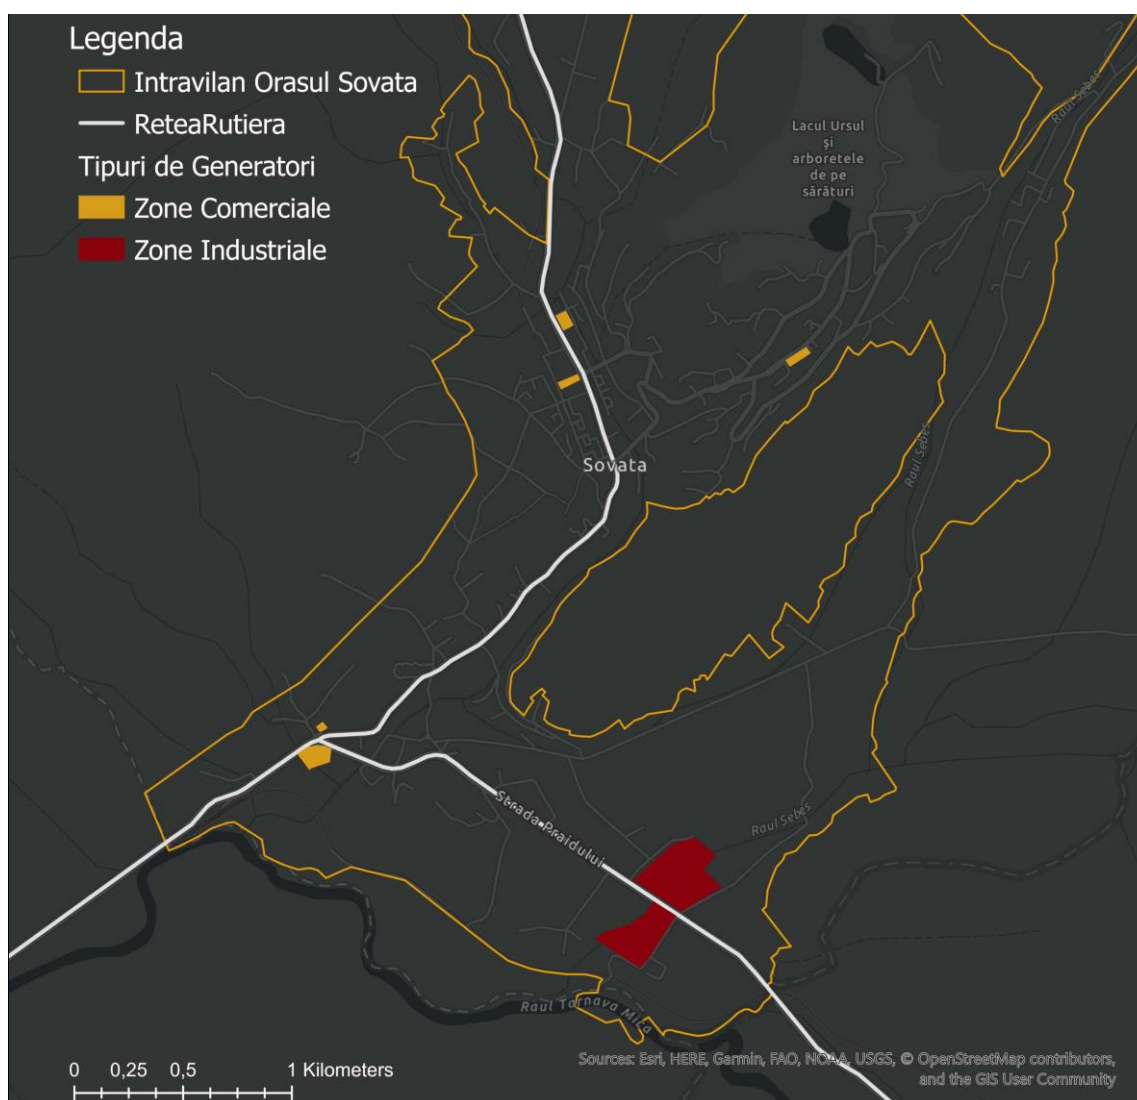 Legenda
Intravilan Orasul Sovata
ReteaRutiera
Tipuri de Generatori
Zone Comerciale
Zone Industriale
Raul Sebes
Lacul Ursul
și
arboretele
de pe
sărături
Raul Sebes
Sovata
Strada Praidului
Raul Sebes
Raul Tarnava Mica
0 0,25 0,5 1 Kilometers
Sources: Esri, HERE, Garmin, FAO, NOAA, USGS, © OpenStreetMap contributors,
and the GIS User Community